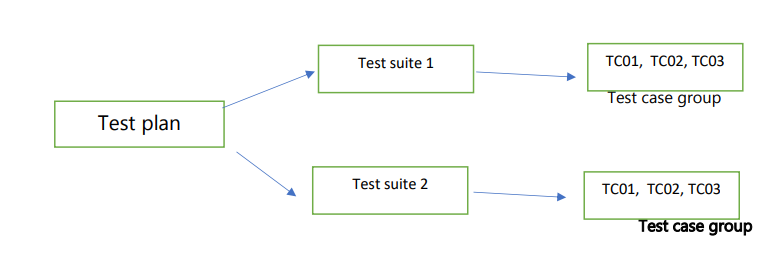 Test suite 1
TC01, TC02, TC03
Test case group
Test plan
Test suite 2
TC01, TC02, TC03
Test case group